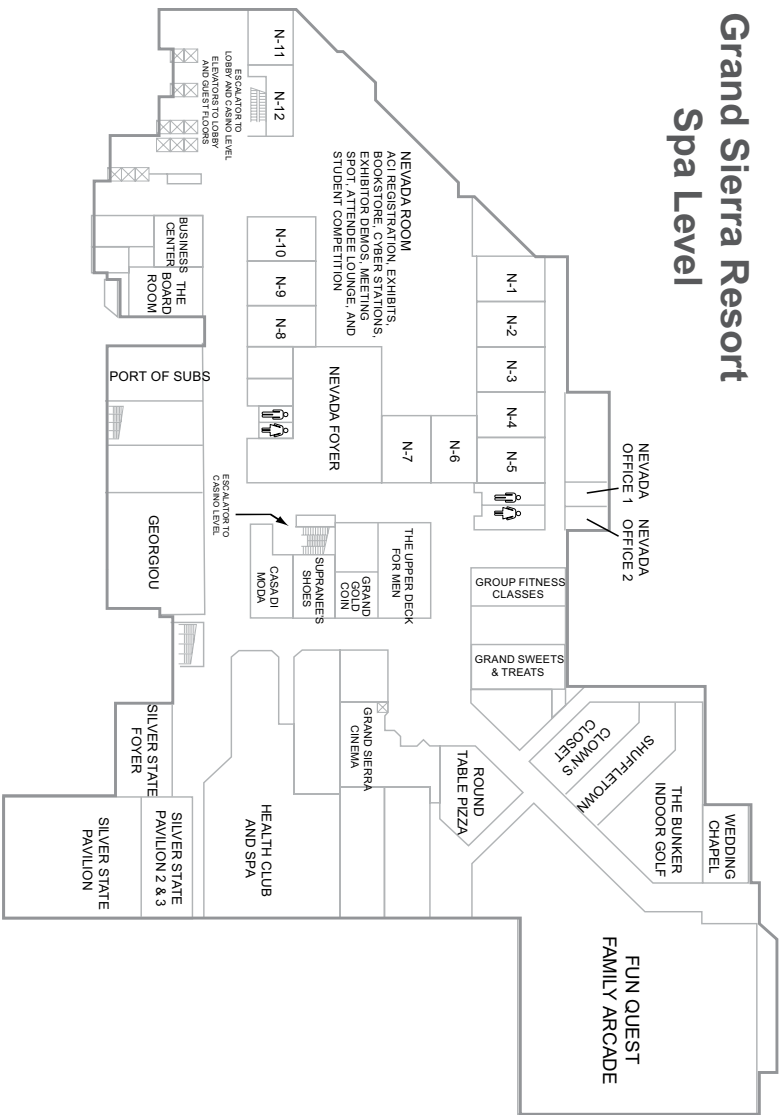 Grand Sierra Resort
Spa Level
N-11
N-12
ESCALATOR TO
LOBBY AND CASINO LEVEL
ELEVATORS TO LOBBY
AND GUEST FLOORS
NEVADA ROOM
ACI REGISTRATION, EXHIBITS,
BOOKSTORE, CYBER STATIONS,
EXHIBITOR DEMOS, MEETING
SPOT, ATTENDEE LOUNGE, AND
STUDENT COMPETITION
BUSINESS
CENTER
THE
BOARD
ROOM
N-10
N-9
N-8
N-1
N-2
N-3
N-4
N-5
N-6
N-7
NEVADA FOYER
NEVADA
OFFICE 1
NEVADA
OFFICE 2
PORT OF SUBS
GEORGIOU
ESCALATOR TO
CASINO LEVEL
CASA DI
MODA
SUPRANEE'S
SHOES
GRAND
GOLD
COIN
THE UPPER DECK
FOR MEN
GROUP FITNESS
CLASSES
GRAND SWEETS
& TREATS
CLOWN'S
CLOSET
SHUFFLETOWN
THE BUNKER
INDOOR GOLF
WEDDING
CHAPEL
ROUND
TABLE PIZZA
GRAND SIERRA
CINEMA
HEALTH CLUB
AND SPA
SILVER STATE
FOYER
SILVER STATE
PAVILION 2 & 3
SILVER STATE
PAVILION
FUN QUEST
FAMILY ARCADE